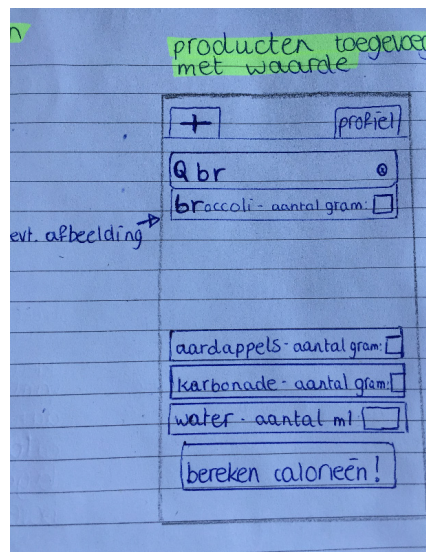 n
producten toegevoeg
met waarde
+ profiel
Q br
broccoli - aantal gram:
evt. afbeelding
aardappels - aantal gram:
karbonade - aantal gram:
water - aantal ml
bereken calorieën!